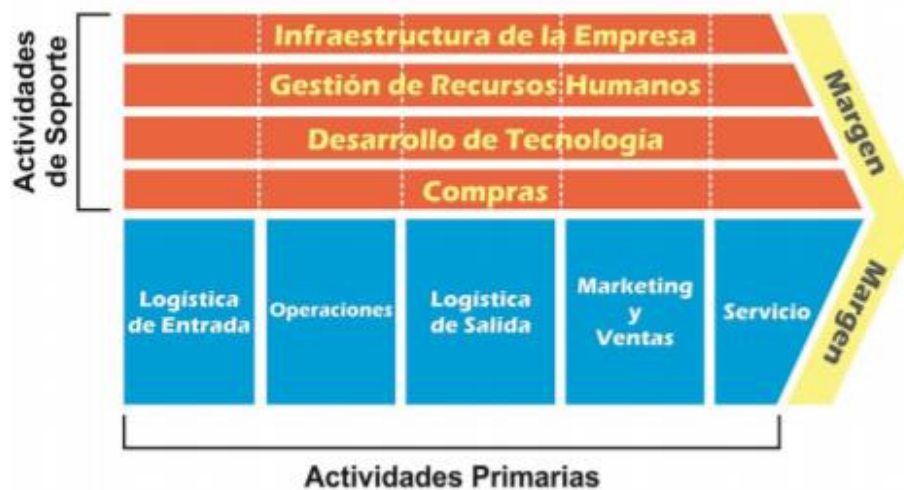 Actividades
de Soporte
Infraestructura de la Empresa
Gestión de Recursos Humanos
Desarrollo de Tecnología
Compras
Margen
Logística
de Entrada
Operaciones
Logística
de Salida
Marketing
y
Ventas
Servicio
Margen
Actividades Primarias